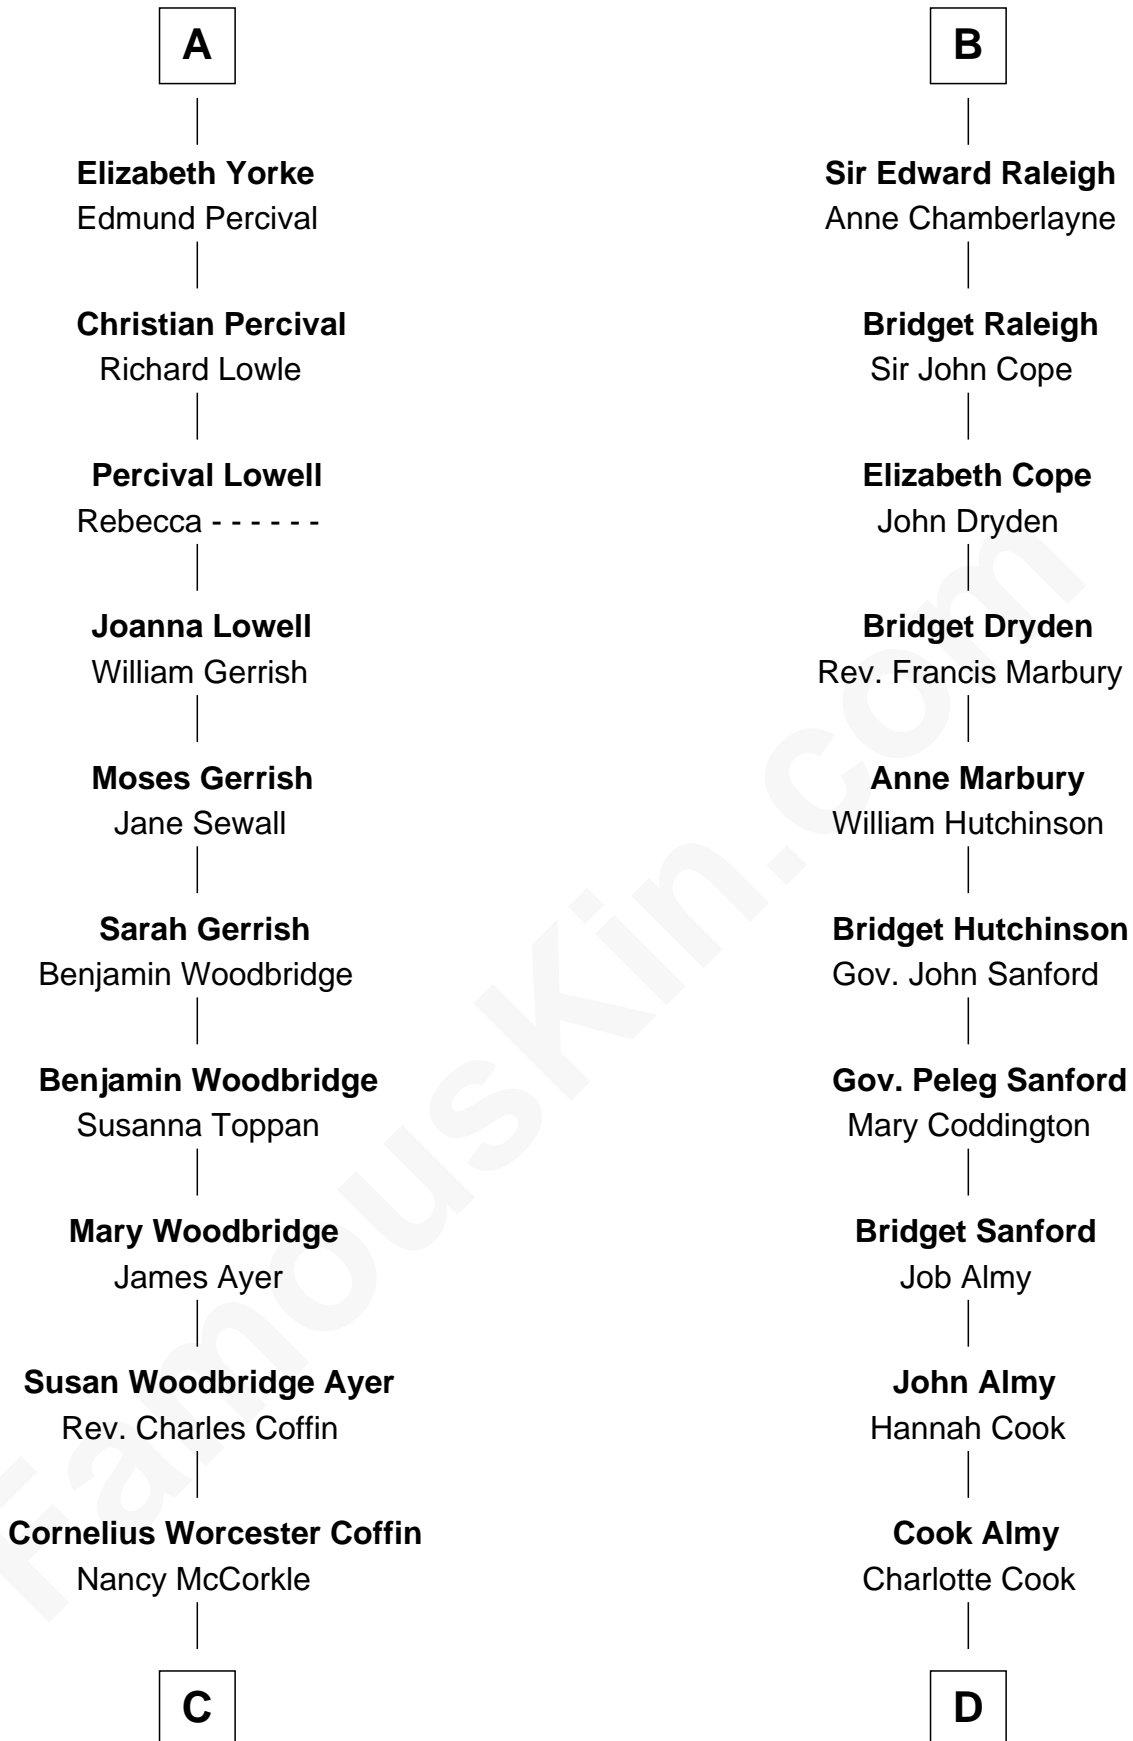 A
Elizabeth Yorke
Edmund Percival
Christian Percival
Richard Lowle
Percival Lowell
Rebecca - - - - - -
Joanna Lowell
William Gerrish
Moses Gerrish
Jane Sewall
Sarah Gerrish
Benjamin Woodbridge
Benjamin Woodbridge
Susanna Toppan
Mary Woodbridge
James Ayer
Susan Woodbridge Ayer
Rev. Charles Coffin
Cornelius Worcester Coffin
Nancy McCorkle
C
B
Sir Edward Raleigh
Anne Chamberlayne
Bridget Raleigh
Sir John Cope
Elizabeth Cope
John Dryden
Bridget Dryden
Rev. Francis Marbury
Anne Marbury
William Hutchinson
Bridget Hutchinson
Gov. John Sanford
Gov. Peleg Sanford
Mary Coddington
Bridget Sanford
Job Almy
John Almy
Hannah Cook
Cook Almy
Charlotte Cook
D
FamousKin.com